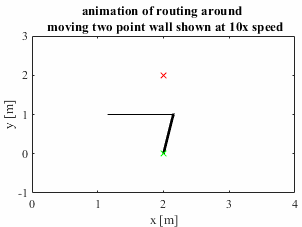 animation of routing around
moving two point wall shown at 10x speed
3
2
1
0
-1
y [m]
0
1
2
3
4
x [m]